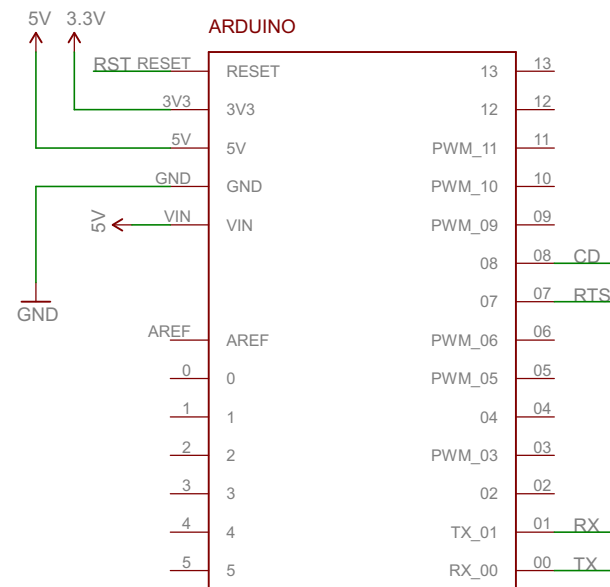 5V 3.3V
ARDUINO
RST RESET RESET 13 13
3V3 3V3 12 12
5V 5V PWM_11 11
GND GND PWM_10 10
5V VIN VIN PWM_09 09
08 08 CD
07 07 RTS
GND
AREF AREF PWM_06 06
0 0 PWM_05 05
1 1 04 04
2 2 PWM_03 03
3 3 02 02
4 4 TX_01 01 RX
5 5 RX_00 00 TX